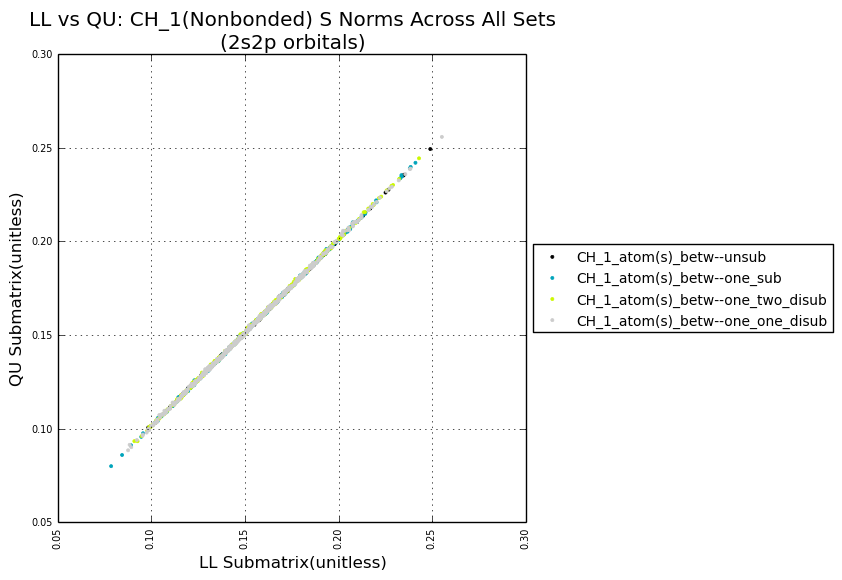 LL vs QU: CH_1(Nonbonded) S Norms Across All Sets
(2s2p orbitals)
0.30
0.25
0.20
0.15
0.10
0.05
QU Submatrix(unitless)
0.05
0.10
0.15
0.20
0.25
0.30
LL Submatrix(unitless)
CH_1_atom(s)_betw--unsub
CH_1_atom(s)_betw--one_sub
CH_1_atom(s)_betw--one_two_disub
CH_1_atom(s)_betw--one_one_disub